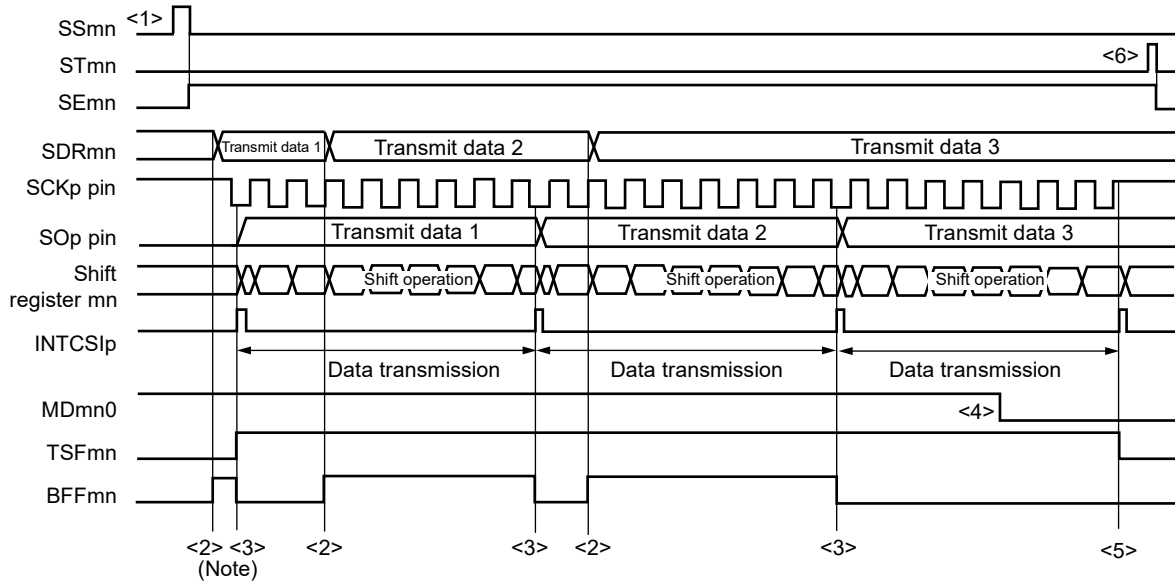 SSmn <1>
STmn <6>
SEmn
SDRmn Transmit data 1 Transmit data 2 Transmit data 3
SCKp pin
SOp pin Transmit data 1 Transmit data 2 Transmit data 3
Shift
register mn Shift operation Shift operation Shift operation
INTCSIp
Data transmission Data transmission Data transmission
MDmn0 <4>
TSFmn
BFFmn
<2> <3> <2> <3> <2> <3> <5>
(Note)